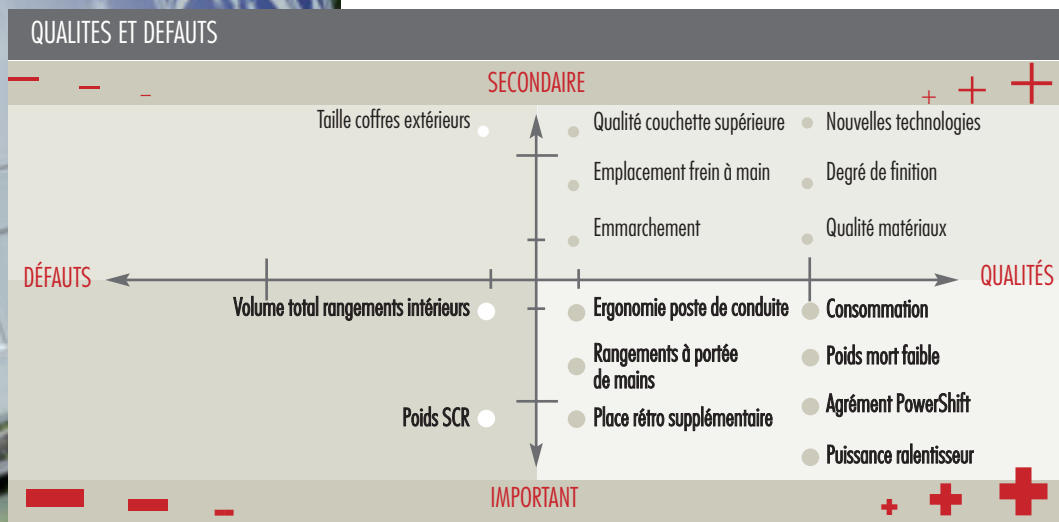 QUALITES ET DEFAUTS
SECONDAIRE
Taille coffres extérieurs
Qualité couchette supérieure
Nouvelles technologies
Emplacement frein à main
Degré de finition
Emmarchement
Qualité matériaux
DÉFAUTS
QUALITÉS
Volume total rangements intérieurs
Ergonomie poste de conduite
Consommation
Rangements à portée
de mains
Poids mort faible
Poids SCR
Place rétro supplémentaire
Agrément PowerShift
Puissance ralentisseur
IMPORTANT